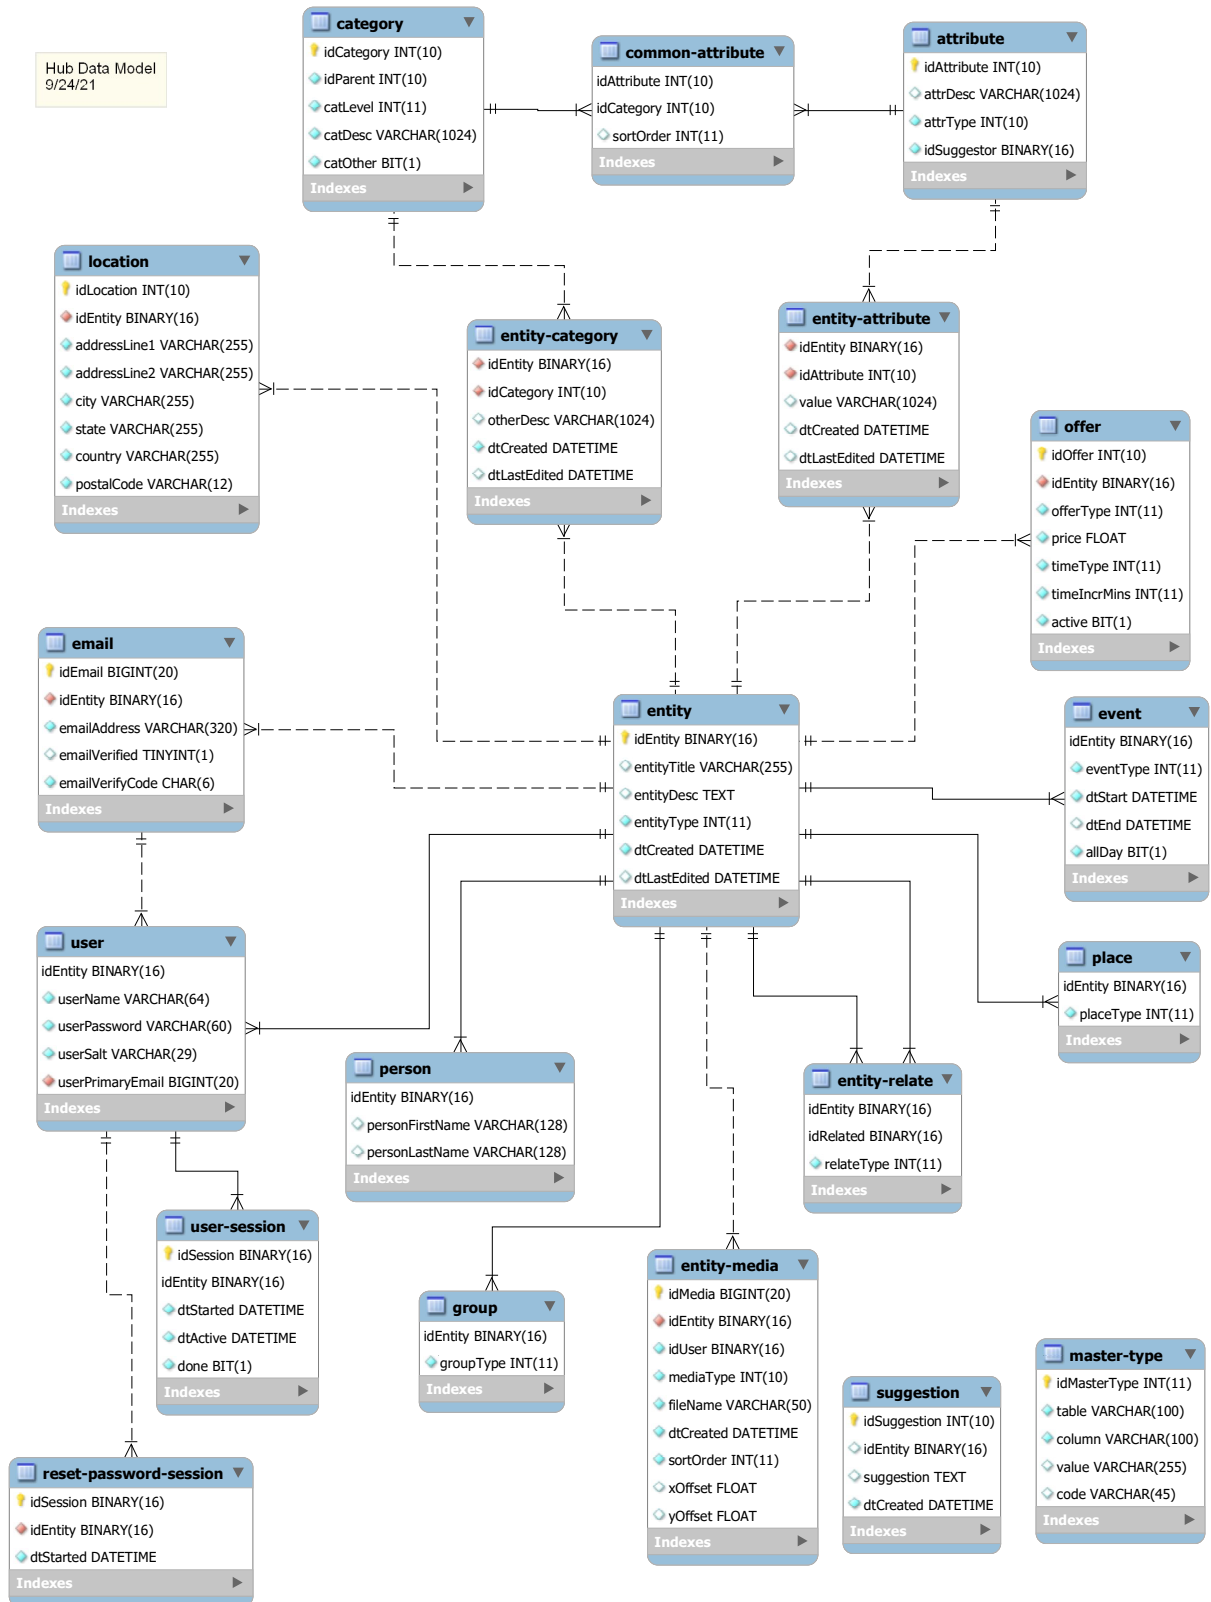 Hub Data Model
9/24/21
category
idCategory INT(10)
idParent INT(10)
catLevel INT(11)
catDesc VARCHAR(1024)
catOther BIT(1)
Indexes
common-attribute
idAttribute INT(10)
idCategory INT(10)
sortOrder INT(11)
Indexes
attribute
idAttribute INT(10)
attrDesc VARCHAR(1024)
attrType INT(10)
idSuggestor BINARY(16)
Indexes
location
idLocation INT(10)
idEntity BINARY(16)
addressLine1 VARCHAR(255)
addressLine2 VARCHAR(255)
city VARCHAR(255)
state VARCHAR(255)
country VARCHAR(255)
postalCode VARCHAR(12)
Indexes
entity-category
idEntity BINARY(16)
idCategory INT(10)
otherDesc VARCHAR(1024)
dtCreated DATETIME
dtLastEdited DATETIME
Indexes
entity-attribute
idEntity BINARY(16)
idAttribute INT(10)
value VARCHAR(1024)
dtCreated DATETIME
dtLastEdited DATETIME
Indexes
offer
idOffer INT(10)
idEntity BINARY(16)
offerType INT(11)
price FLOAT
timeType INT(11)
timeIncrMins INT(11)
active BIT(1)
Indexes
email
idEmail BIGINT(20)
idEntity BINARY(16)
emailAddress VARCHAR(320)
emailVerified TINYINT(1)
emailVerifyCode CHAR(6)
Indexes
entity
idEntity BINARY(16)
entityTitle VARCHAR(255)
entityDesc TEXT
entityType INT(11)
dtCreated DATETIME
dtLastEdited DATETIME
Indexes
event
idEntity BINARY(16)
eventType INT(11)
dtStart DATETIME
dtEnd DATETIME
allDay BIT(1)
Indexes
user
idEntity BINARY(16)
userName VARCHAR(64)
userPassword VARCHAR(60)
userSalt VARCHAR(29)
userPrimaryEmail BIGINT(20)
Indexes
place
idEntity BINARY(16)
placeType INT(11)
Indexes
person
idEntity BINARY(16)
personFirstName VARCHAR(128)
personLastName VARCHAR(128)
Indexes
entity-relate
idEntity BINARY(16)
idRelated BINARY(16)
relateType INT(11)
Indexes
user-session
idSession BINARY(16)
idEntity BINARY(16)
dtStarted DATETIME
dtActive DATETIME
done BIT(1)
Indexes
group
idEntity BINARY(16)
groupType INT(11)
Indexes
entity-media
idMedia BIGINT(20)
idEntity BINARY(16)
idUser BINARY(16)
mediaType INT(10)
fileName VARCHAR(50)
dtCreated DATETIME
sortOrder INT(11)
xOffset FLOAT
yOffset FLOAT
Indexes
suggestion
idSuggestion INT(10)
idEntity BINARY(16)
suggestion TEXT
dtCreated DATETIME
Indexes
master-type
idMasterType INT(11)
table VARCHAR(100)
column VARCHAR(100)
value VARCHAR(255)
code VARCHAR(45)
Indexes
reset-password-session
idSession BINARY(16)
idEntity BINARY(16)
dtStarted DATETIME
Indexes